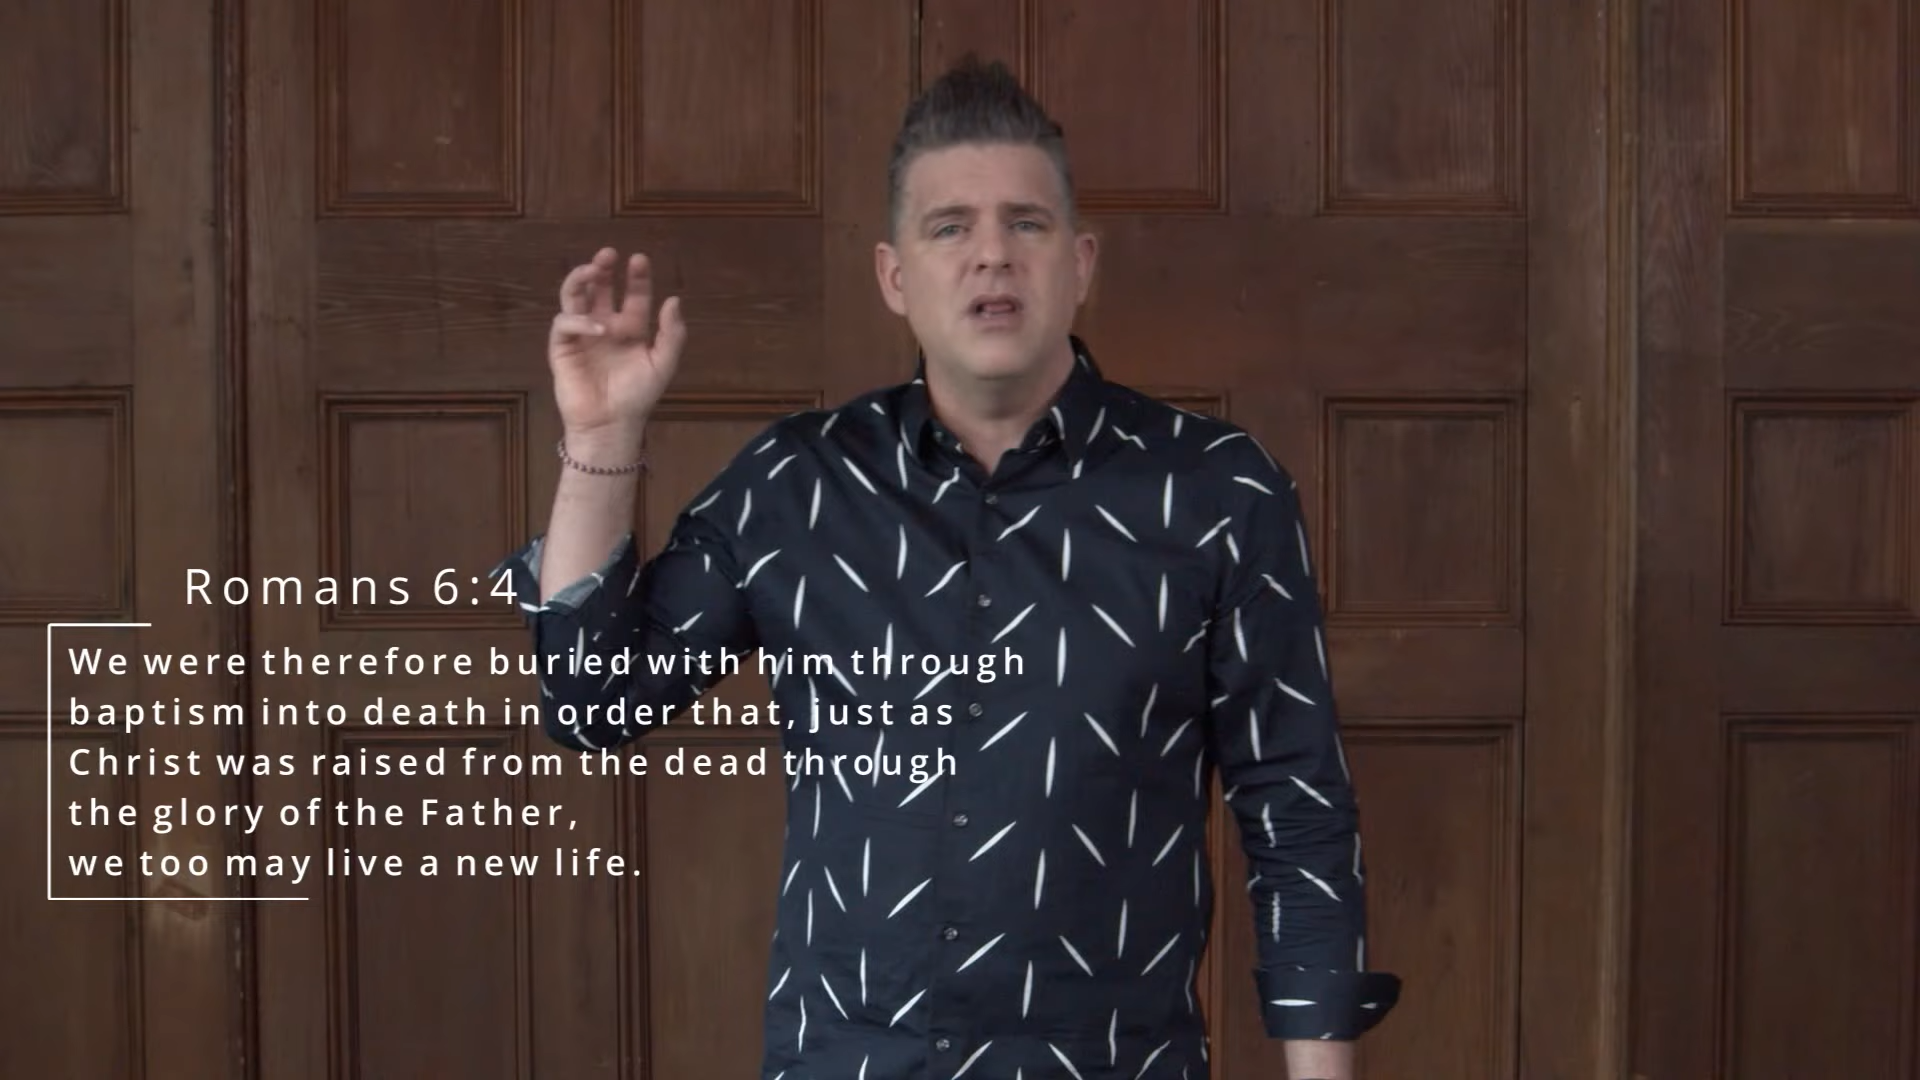 Romans 6:4
We were therefore buried with him through
baptism into death in order that, just as
Christ was raised from the dead through
the glory of the Father,
we too may live a new life.